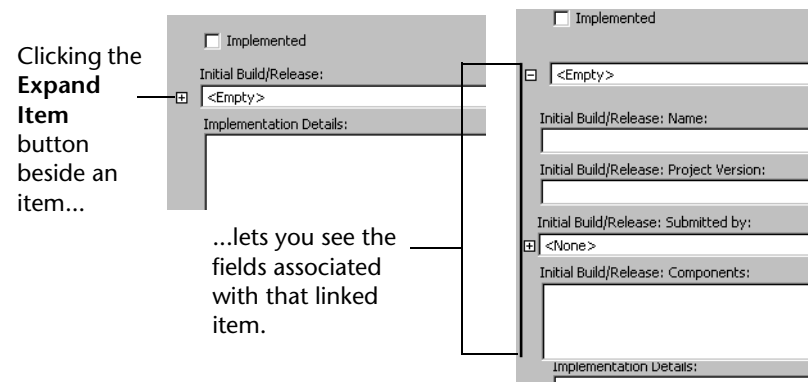 Clicking the
Expand
Item
button
beside an
item...
Implemented
Initial Build/Release:
<Empty>
Implementation Details:
...lets you see the
fields associated
with that linked
item.
Implemented
<Empty>
Initial Build/Release: Name:
Initial Build/Release: Project Version:
Initial Build/Release: Submitted by:
<None>
Initial Build/Release: Components:
Implementation Details: